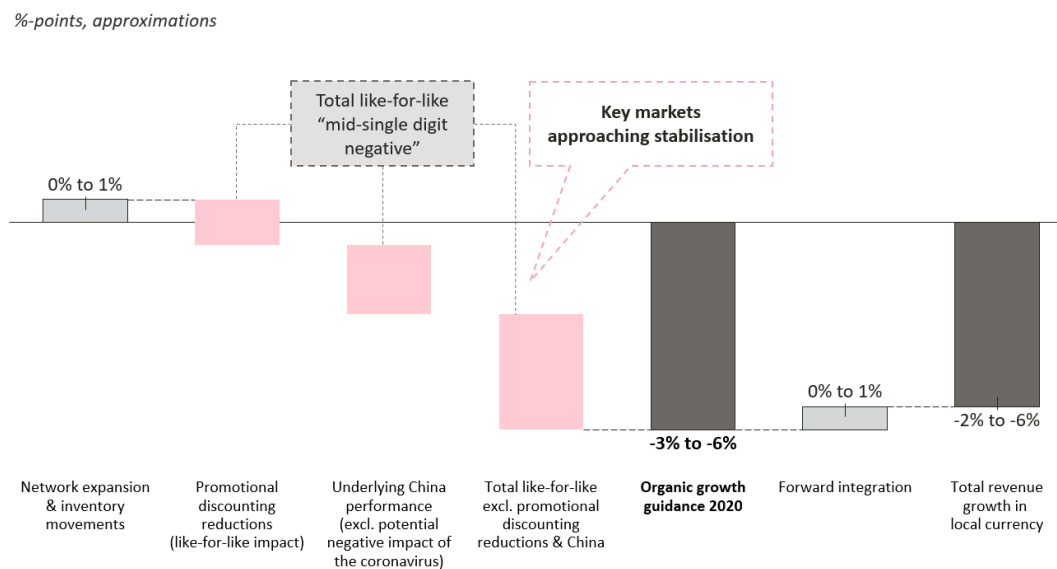 %-points, approximations
Total like-for-like
“mid-single digit
negative”
Key markets
approaching stabilisation
0% to 1%
0% to 1%
-2% to -6%
-3% to -6%
Network expansion
& inventory
movements
Promotional
discounting
reductions
(like-for-like impact)
Underlying China
performance
(excl. potential
negative impact of
the coronavirus)
Total like-for-like
excl. promotional
discounting
reductions & China
Organic growth
guidance 2020
Forward integration
Total revenue
growth in
local currency